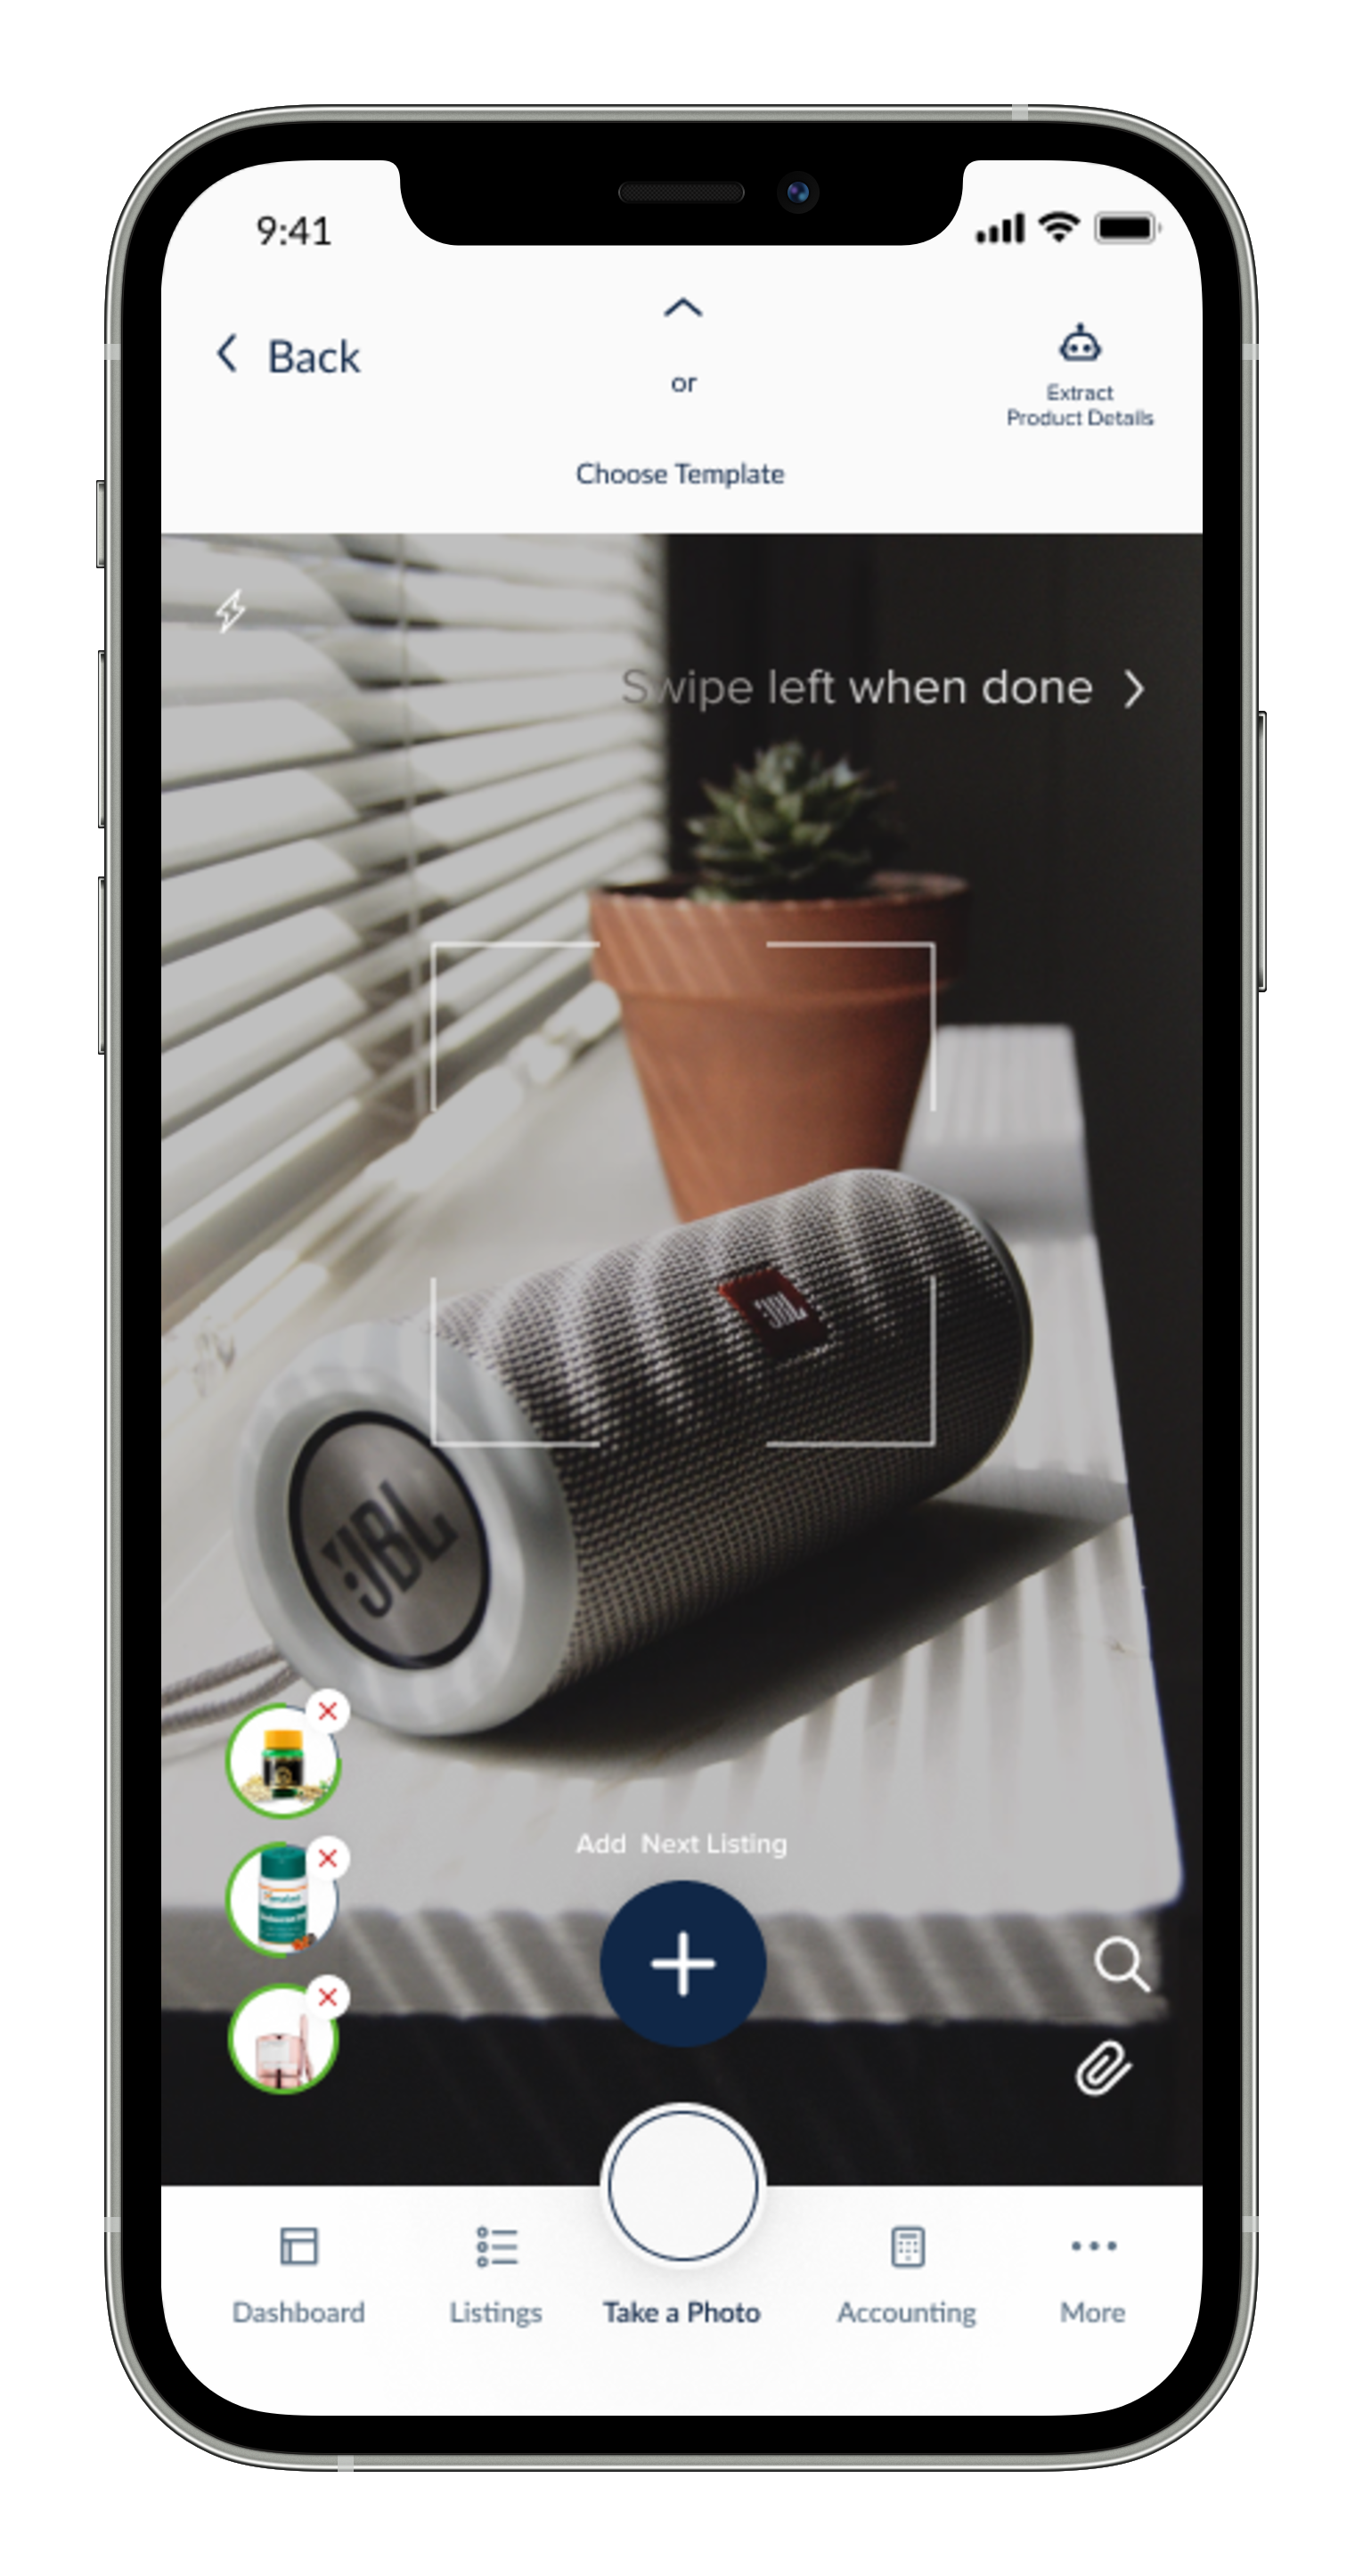 9:41
Back
or
Extract
Product Details
Choose Template
Swipe left when done
JBL
JBL
Add Next Listing
Dashboard
Listings
Take a Photo
Accounting
More